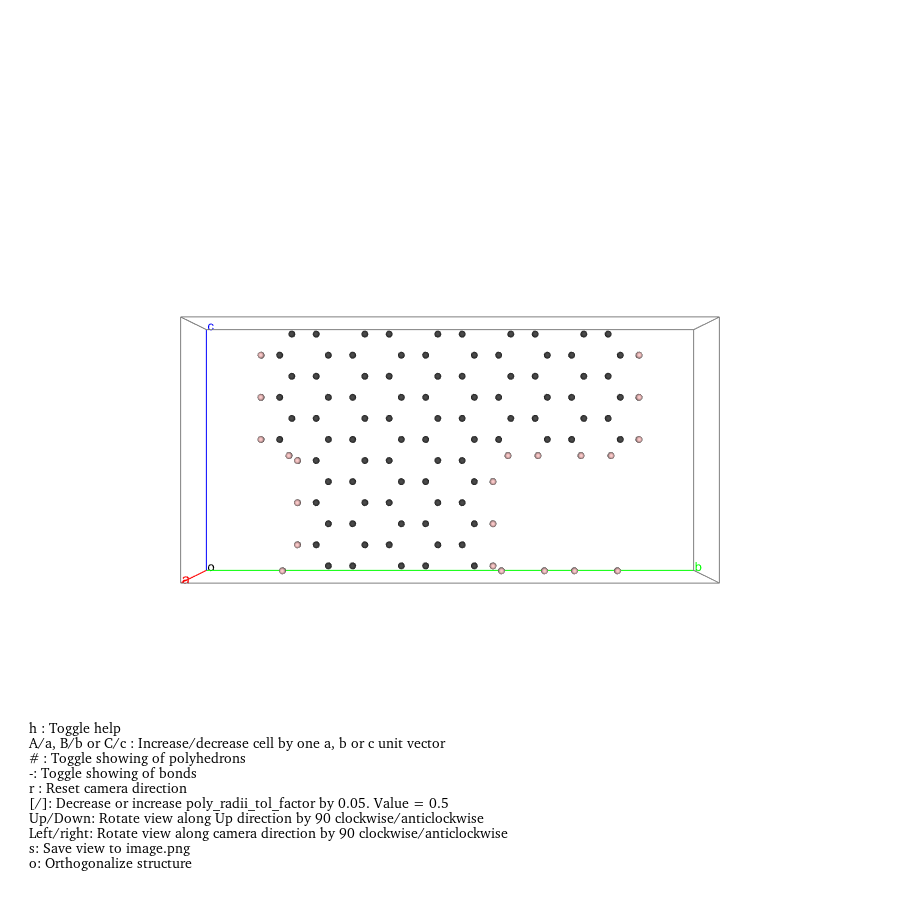 c
o
a
b
h : Toggle help
A/a, B/b or C/c : Increase/decrease cell by one a, b or c unit vector
# : Toggle showing of polyhedrons
-: Toggle showing of bonds
r : Reset camera direction
[/]: Decrease or increase poly_radii_tol_factor by 0.05. Value = 0.5
Up/Down: Rotate view along Up direction by 90 clockwise/anticlockwise
Left/right: Rotate view along camera direction by 90 clockwise/anticlockwise
s: Save view to image.png
o: Orthogonalize structure